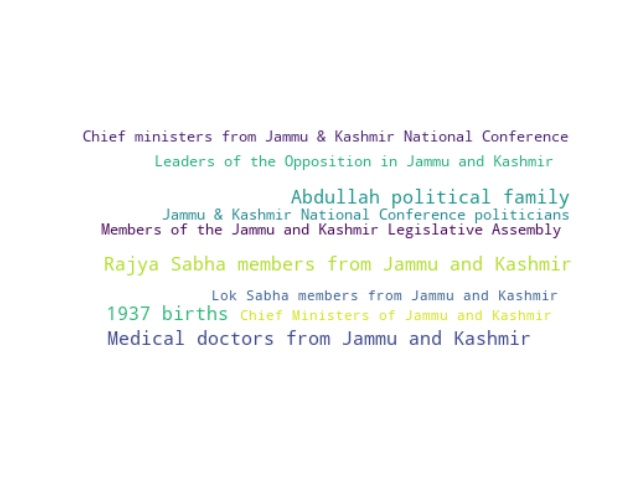 Chief ministers from Jammu & Kashmir National Conference
Leaders of the Opposition in Jammu and Kashmir
Abdullah political family
Jammu & Kashmir National Conference politicians
Members of the Jammu and Kashmir Legislative Assembly
Rajya Sabha members from Jammu and Kashmir
Lok Sabha members from Jammu and Kashmir
1937 births Chief Ministers of Jammu and Kashmir
Medical doctors from Jammu and Kashmir